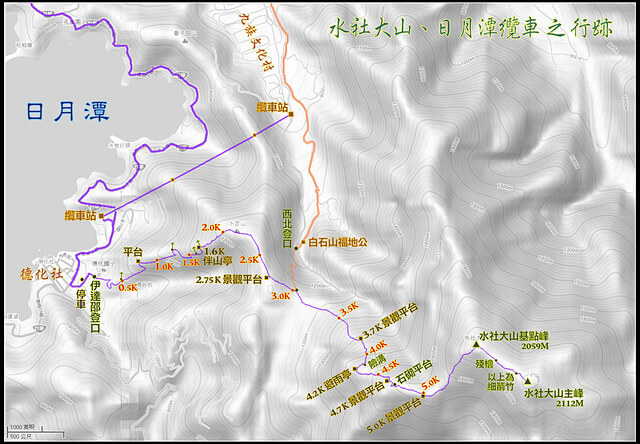 水社大山、日月潭纜車之行跡
九族文化村
日月潭
纜車站
纜車站
西北登口
白石山福地公
2.0K
1.6K
伴山亭
1.5K
平台
1.0K
2.5K
2.75K 景觀平台
德化社
0.5K
停車
伊達邵登口
3.0K
3.5K
3.7K 景觀平台
4.0K
險溝
4.2K 避雨亭
4.5K
石砌平台
4.7K 景觀平台
5.0K
5.0K 景觀平台
水社大山基點峰
2059M
殘檜
以上為
細箭竹
水社大山主峰
2112M
1000 英呎
500 公尺